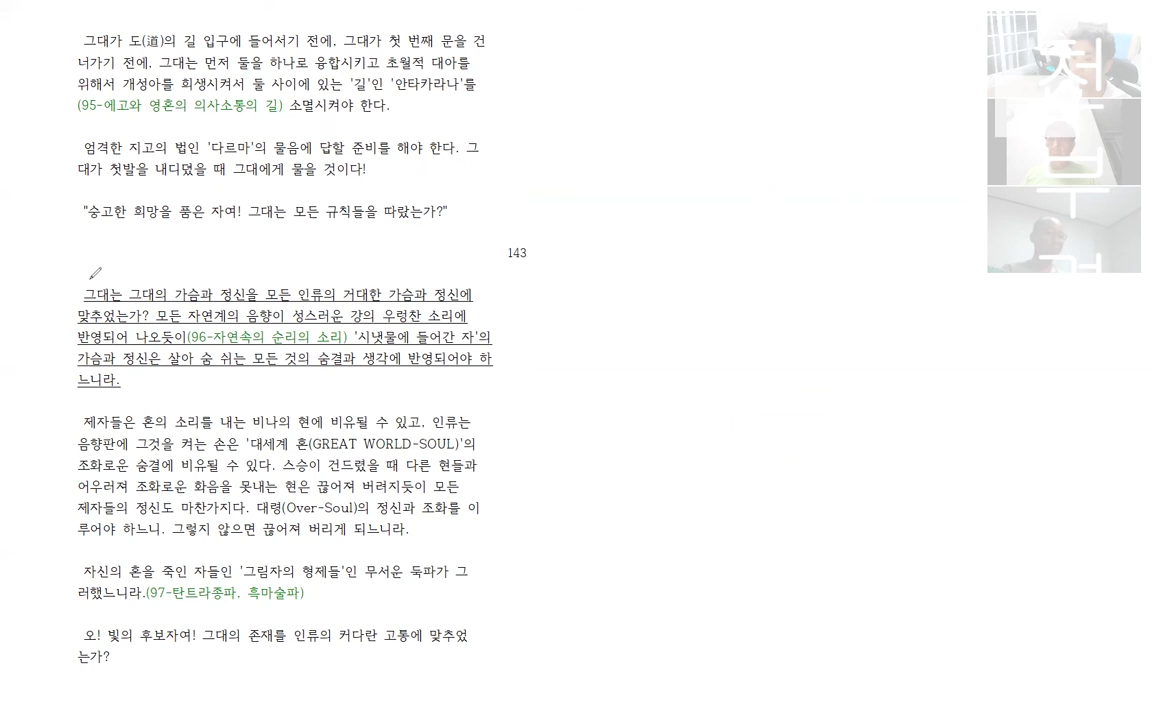 그대가 도(道)의 길 입구에 들어서기 전에, 그대가 첫 번째 문을 건
너가기 전에, 그대는 먼저 둘을 하나로 융합시키고 초월적 대아를
위해서 개성아를 희생시켜서 둘 사이에 있는 '길'인 '안타카라나'를
(95-에고와 영혼의 의사소통의 길) 소멸시켜야 한다.
엄격한 지고의 법인 '다르마'의 물음에 답할 준비를 해야 한다. 그
대가 첫발을 내디뎠을 때 그대에게 물을 것이다!
"숭고한 희망을 품은 자여! 그대는 모든 규칙들을 따랐는가?"
143
그대는 그대의 가슴과 정신을 모든 인류의 거대한 가슴과 정신에
맞추었는가? 모든 자연계의 음향이 성스러운 강의 우렁찬 소리에
반영되어 나오듯이(96-자연속의 순리의 소리) '시냇물에 들어간 자'의
가슴과 정신은 살아 숨 쉬는 모든 것의 숨결과 생각에 반영되어야 하
느니라.
제자들은 혼의 소리를 내는 비나의 현에 비유될 수 있고, 인류는
음향판에 그것을 켜는 손은 '대세계 혼(GREAT WORLD-SOUL)'의
조화로운 숨결에 비유될 수 있다. 스승이 건드렸을 때 다른 현들과
어우러져 조화로운 화음을 못내는 현은 끊어져 버려지듯이 모든
제자들의 정신도 마찬가지다. 대령(Over-Soul)의 정신과 조화를 이
루어야 하느니. 그렇지 않으면 끊어져 버리게 되느니라.
자신의 혼을 죽인 자들인 '그림자의 형제들'인 무서운 둑파가 그
러했느니라.(97-탄트라종파, 흑마술파)
오! 빛의 후보자여! 그대의 존재를 인류의 커다란 고통에 맞추었
는가?